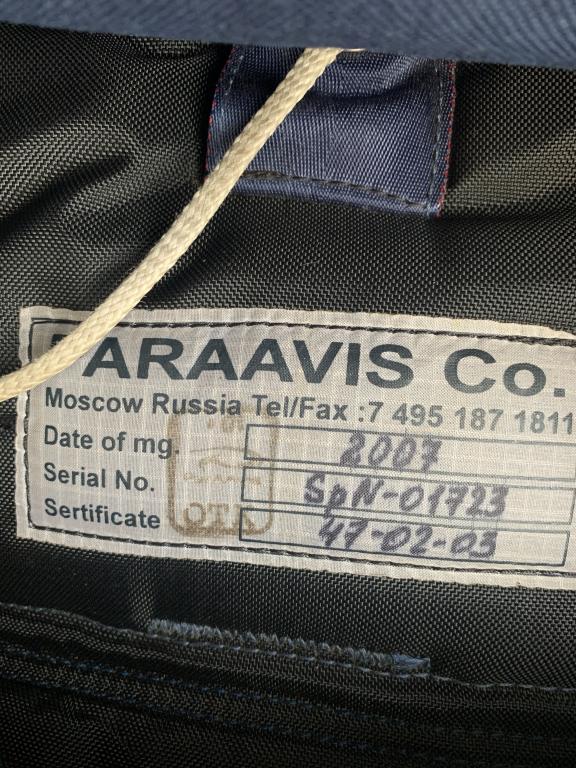 ARAAVIS Co.
Moscow Russia Tel/Fax :7 495 187 1811
Date of mg. 2007
Serial No. SpN-01723
Sertificate 47-02-03